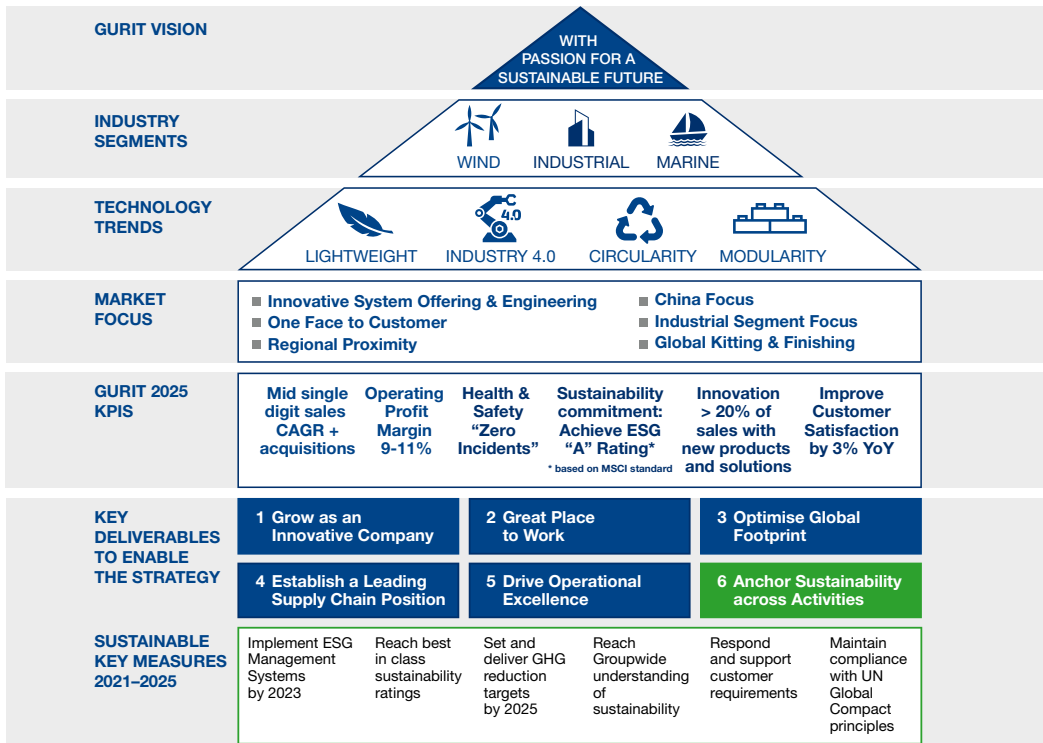 GURIT VISION
WITH
PASSION FOR A
SUSTAINABLE FUTURE
INDUSTRY
SEGMENTS
WIND
INDUSTRIAL
MARINE
TECHNOLOGY
TRENDS
4.0
LIGHTWEIGHT
INDUSTRY 4.0
CIRCULARITY
MODULARITY
MARKET
FOCUS
Innovative System Offering & Engineering
One Face to Customer
Regional Proximity
China Focus
Industrial Segment Focus
Global Kitting & Finishing
GURIT 2025
KPIS
Mid single
digit sales
CAGR +
acquisitions
Operating
Profit
Margin
9-11%
Health &
Safety
“Zero
Incidents”
Sustainability
commitment:
Achieve ESG
“A” Rating*
* based on MSCI standard
Innovation
> 20% of
sales with
new products
and solutions
Improve
Customer
Satisfaction
by 3% YoY
KEY
DELIVERABLES
TO ENABLE
THE STRATEGY
1 Grow as an
Innovative Company
2 Great Place
to Work
3 Optimise Global
Footprint
4 Establish a Leading
Supply Chain Position
5 Drive Operational
Excellence
6 Anchor Sustainability
across Activities
SUSTAINABLE
KEY MEASURES
2021–2025
Implement ESG
Management
Systems
by 2023
Reach best
in class
sustainability
ratings
Set and
deliver GHG
reduction
targets
by 2025
Reach
Groupwide
understanding
of
sustainability
Respond
and support
customer
requirements
Maintain
compliance
with UN
Global
Compact
principles